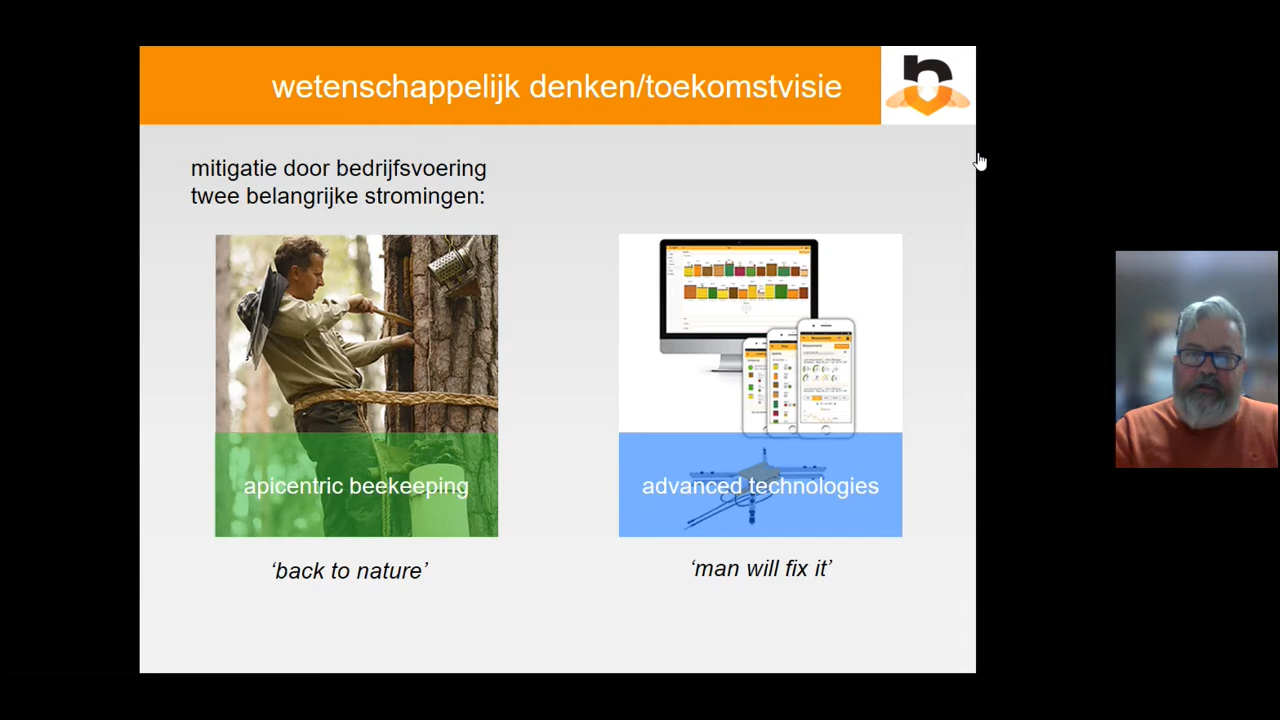 wetenschappelijk denken/toekomstvisie
mitigatie door bedrijfsvoering
twee belangrijke stromingen:
apicentric beekeeping
advanced technologies
‘back to nature’
‘man will fix it’